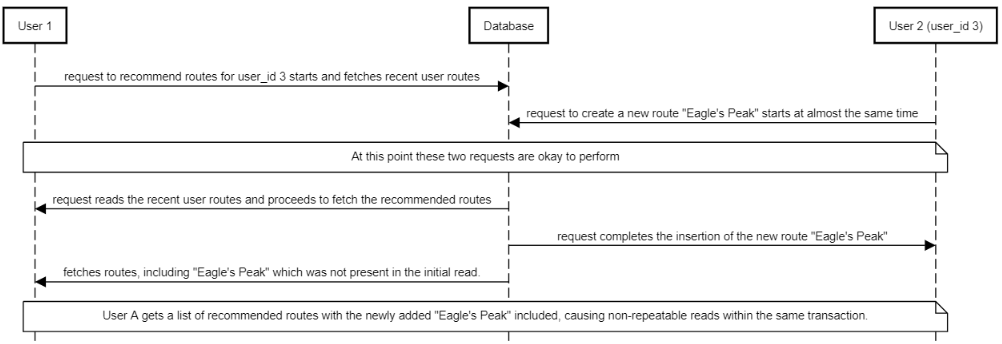 User 1
Database
User 2 (user_id 3)
request to recommend routes for user_id 3 starts and fetches recent user routes
request to create a new route "Eagle's Peak" starts at almost the same time
At this point these two requests are okay to perform
request reads the recent user routes and proceeds to fetch the recommended routes
request completes the insertion of the new route "Eagle's Peak"
fetches routes, including "Eagle's Peak" which was not present in the initial read.
User A gets a list of recommended routes with the newly added "Eagle's Peak" included, causing non-repeatable reads within the same transaction.